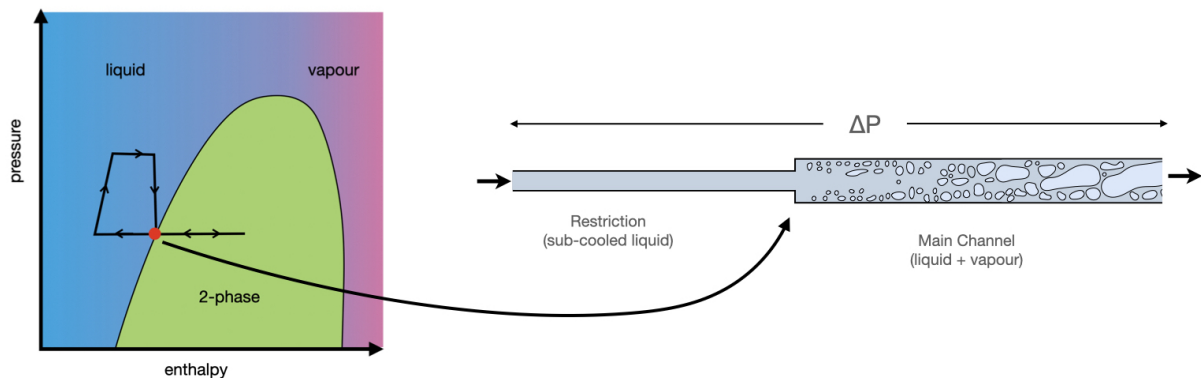 liquid
vapour
pressure
2-phase
enthalpy
ΔP
Restriction
(sub-cooled liquid)
Main Channel
(liquid + vapour)